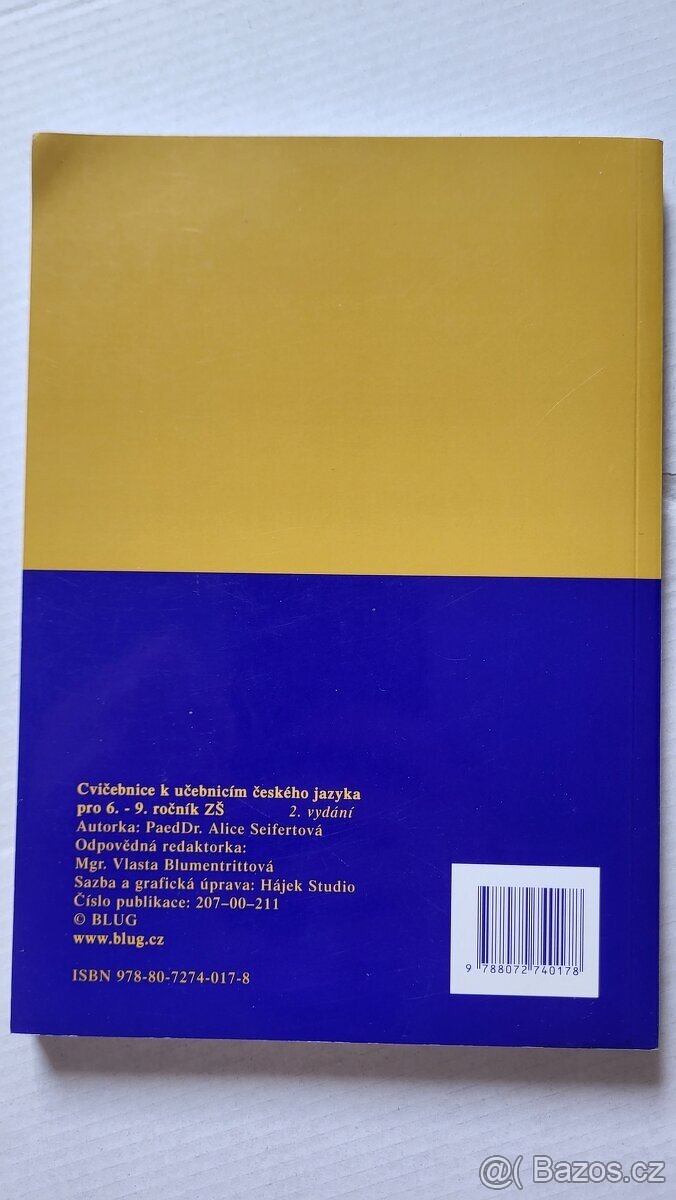 Cvičebnice k učebnicím českého jazyka
pro 6. - 9. ročník ZŠ 2. vydání
Autorka: PaedDr. Alice Seifertová
Odpovědná redaktorka:
Mgr. Vlasta Blumentrittová
Sazba a grafická úprava: Hájek Studio
Číslo publikace: 207–00–211
© BLUG
www.blug.cz
ISBN 978-80-7274-017-8
9 788072 740178
@( Bazos.cz